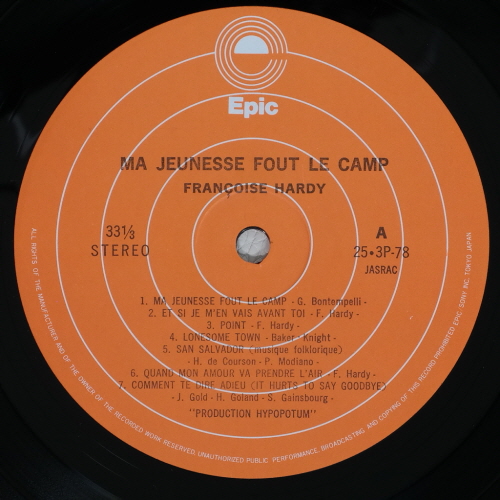 Epic
MA JEUNESSE FOUT LE CAMP
FRANÇOISE HARDY
33⅓
STEREO
A
25・3P-78
JASRAC
1. MA JEUNESSE FOUT LE CAMP - G. Bontempelli -
2. ET SI JE M'EN VAIS AVANT TOI - F. Hardy -
3. POINT - F. Hardy -
4. LONESOME TOWN - Baker - Knight -
5. SAN SALVADOR (musique folklorique)
- H. de Courson - P. Modiano -
6. QUAND MON AMOUR VA PRENDRE L'AIR - F. Hardy -
7. COMMENT TE DIRE ADIEU (IT HURTS TO SAY GOODBYE)
- J. Gold - H. Goland - S. Gainsbourg -
"PRODUCTION HYPOPOTUM"
ALL RIGHTS OF THE MANUFACTURER AND OF THE OWNER OF THE RECORDED WORK RESERVED. UNAUTHORIZED PUBLIC PERFORMANCE, BROADCASTING AND COPYING OF THIS RECORD PROHIBITED. EPIC/SONY INC. TOKYO JAPAN